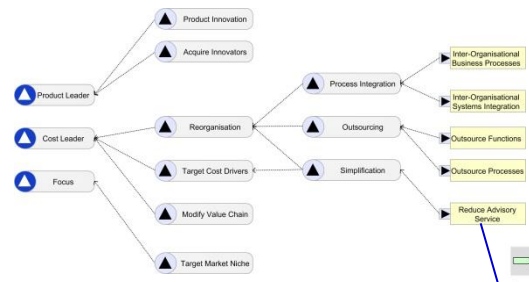 Product Innovation
Acquire Innovators
Product Leader
Cost Leader
Focus
Reorganisation
Target Cost Drivers
Modify Value Chain
Target Market Niche
Process Integration
Outsourcing
Simplification
Inter-Organisational
Business Processes
Inter-Organisational
Systems Integration
Outsource Functions
Outsource Processes
Reduce Advisory
Service